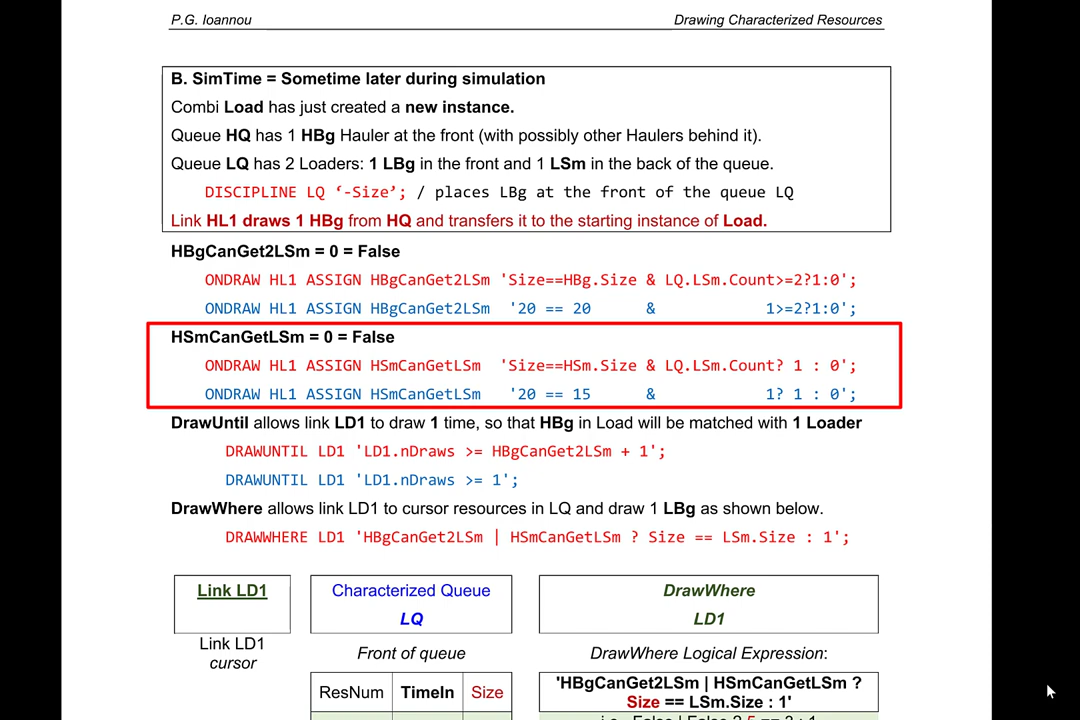 P.G. Ioannou
Drawing Characterized Resources
B. SimTime = Sometime later during simulation
Combi Load has just created a new instance.
Queue HQ has 1 HBg Hauler at the front (with possibly other Haulers behind it).
Queue LQ has 2 Loaders: 1 LBg in the front and 1 LSm in the back of the queue.
DISCIPLINE LQ ‘-Size’; / places LBg at the front of the queue LQ
Link HL1 draws 1 HBg from HQ and transfers it to the starting instance of Load.
HBgCanGet2LSm = 0 = False
ONDRAW HL1 ASSIGN HBgCanGet2LSm 'Size==HBg.Size & LQ.LSm.Count>=2?1:0';
ONDRAW HL1 ASSIGN HBgCanGet2LSm '20 == 20 & 1>=2?1:0';
HSmCanGetLSm = 0 = False
ONDRAW HL1 ASSIGN HSmCanGetLSm 'Size==HSm.Size & LQ.LSm.Count? 1 : 0';
ONDRAW HL1 ASSIGN HSmCanGetLSm '20 == 15 & 1? 1 : 0';
DrawUntil allows link LD1 to draw 1 time, so that HBg in Load will be matched with 1 Loader
DRAWUNTIL LD1 'LD1.nDraws >= HBgCanGet2LSm + 1';
DRAWUNTIL LD1 'LD1.nDraws >= 1';
DrawWhere allows link LD1 to cursor resources in LQ and draw 1 LBg as shown below.
DRAWWHERE LD1 'HBgCanGet2LSm | HSmCanGetLSm ? Size == LSm.Size : 1';
Link LD1
Characterized Queue
LQ
DrawWhere
LD1
Link LD1
cursor
Front of queue
DrawWhere Logical Expression:
ResNum TimeIn Size
'HBgCanGet2LSm | HSmCanGetLSm ?
Size == LSm.Size : 1'